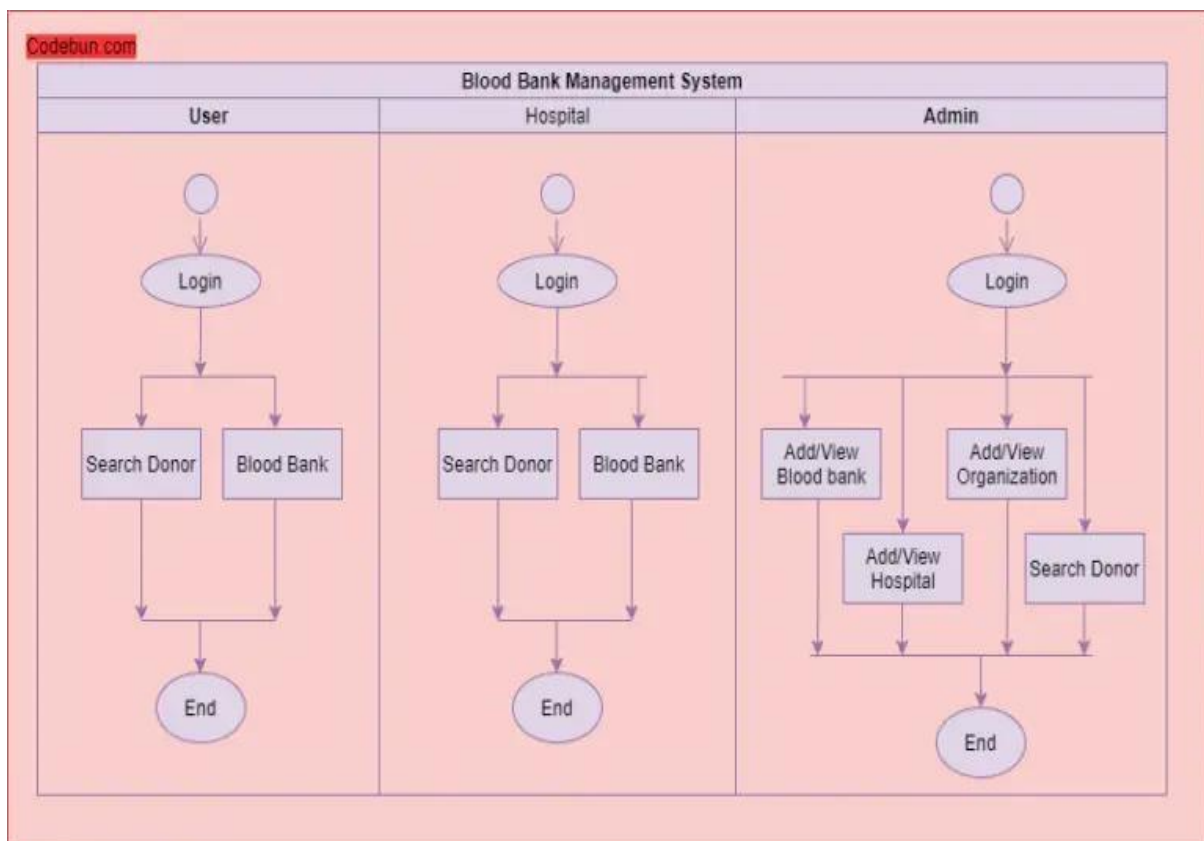 Codebun.com
Blood Bank Management System
User
Hospital
Admin
Login
Login
Login
Search Donor
Blood Bank
Search Donor
Blood Bank
Add/View
Blood bank
Add/View
Organization
Add/View
Hospital
Search Donor
End
End
End